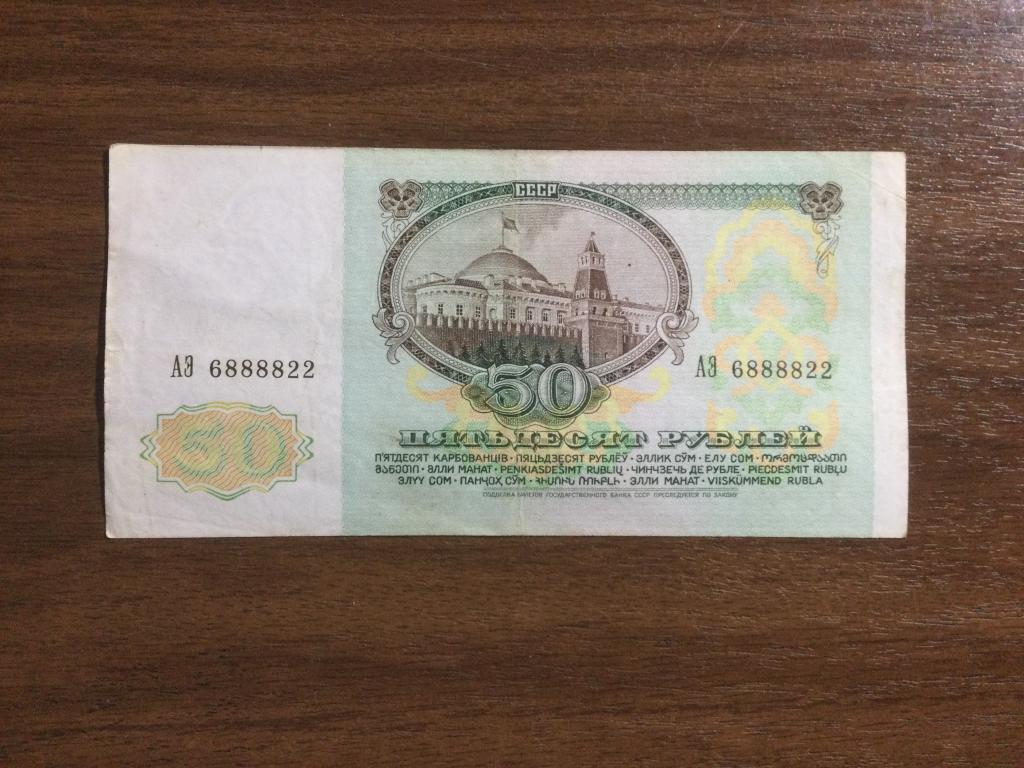 СССР
АЭ 6888822
АЭ 6888822
50
50
ПЯТЬДЕСЯТ РУБЛЕЙ
П'ЯТДЕСЯТ КАРБОВАНЦІВ · ПЯЦЬДЗЕСЯТ РУБЛЁЎ · ЭЛЛИК СЎМ · ЕЛУ СОМ · ᲝᲠᲛᲝᲪᲓᲐᲐᲗᲘ
ᲛᲐᲜᲔᲗᲘ · ӘЛЛИ МАНАТ · PENKIASDEŠIMT RUBLIŲ · ЧИНЧЗЕЧЬ ДЕ РУБЛЕ · PIECDESMIT RUBĻU
ЭЛҮҮ СОМ · ПАНҶОҲ СЎМ · ՀԻՍՈՒՆ ՌՈՒԲԼԻ · ЭЛЛИ МАНАТ · VIISKÜMMEND RUBLA
ПОДДЕЛКА БИЛЕТОВ ГОСУДАРСТВЕННОГО БАНКА СССР ПРЕСЛЕДУЕТСЯ ПО ЗАКОНУ